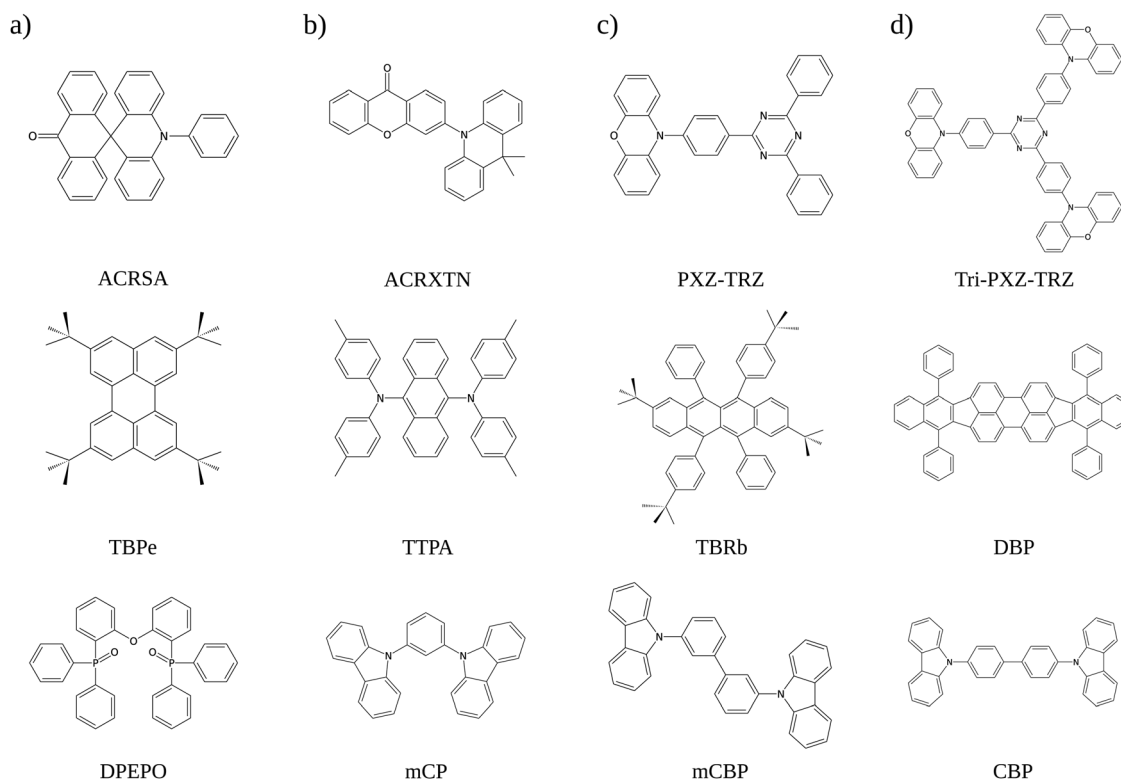 a) b) c) d)
O N
O O N
O N N N N
O N N N N N O N O
ACRSA ACRXTN PXZ-TRZ Tri-PXZ-TRZ
N N
TBPe TTPA TBRb DBP
P O O O P
N N
N N
N N
DPEPO mCP mCBP CBP